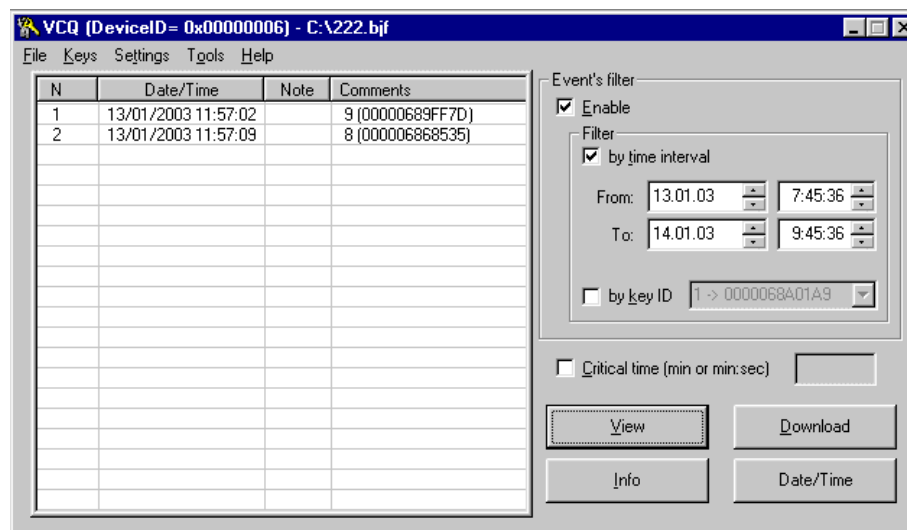 VCQ (DeviceID= 0x00000006) - C:\222.bjf
File Keys Settings Tools Help
N Date/Time Note Comments
1 13/01/2003 11:57:02 9 (00000689FF7D)
2 13/01/2003 11:57:09 8 (000006868535)
Event's filter
Enable
Filter
by time interval
From: 13.01.03 7:45:36
To: 14.01.03 9:45:36
by key ID 1 -> 0000068A01A9
Critical time (min or min:sec)
View Download
Info Date/Time